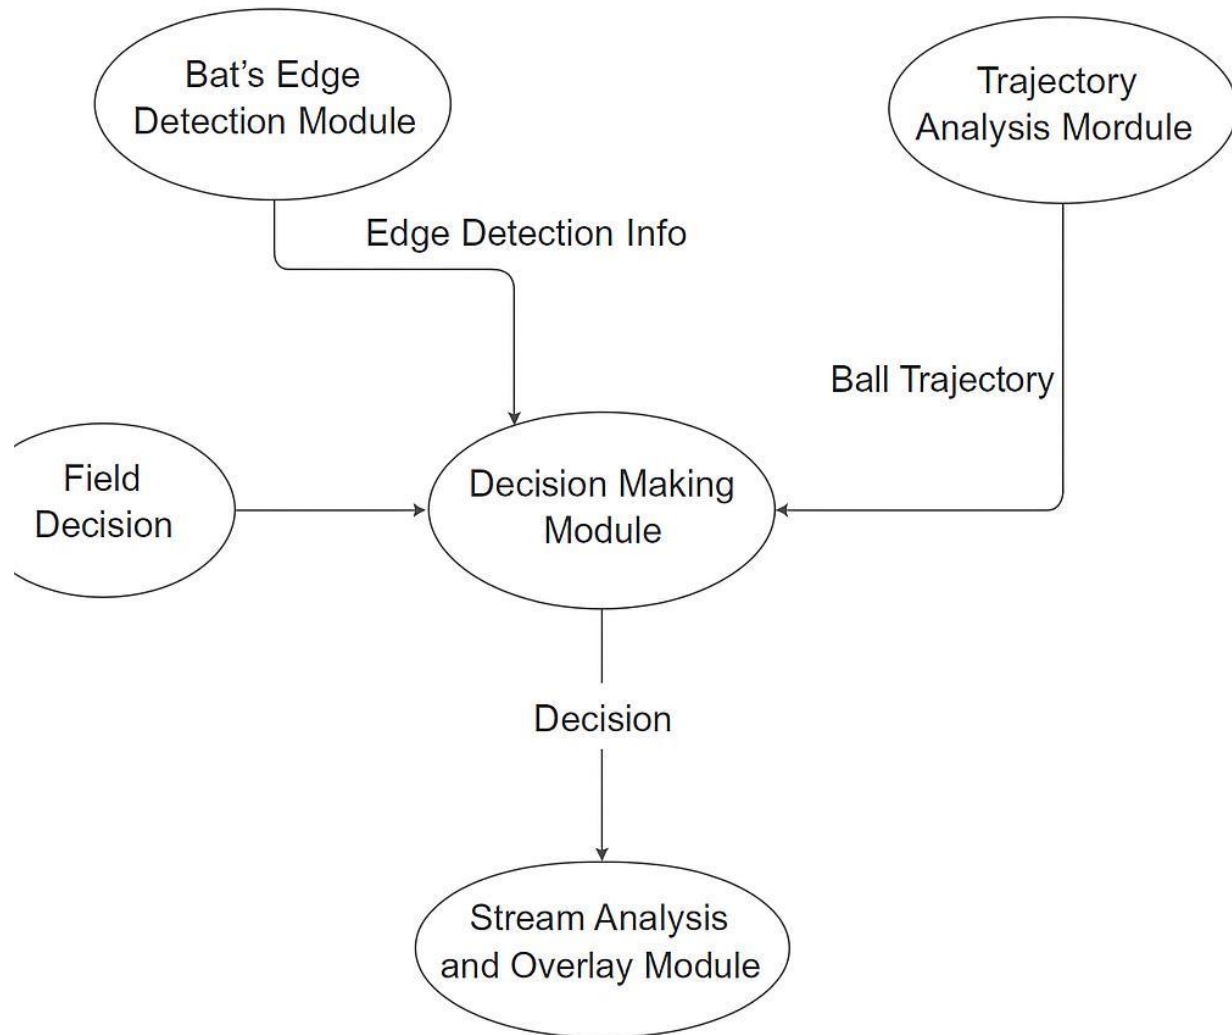 Bat’s Edge
Detection Module
Trajectory
Analysis Mordule
Edge Detection Info
Ball Trajectory
Field
Decision
Decision Making
Module
Decision
Stream Analysis
and Overlay Module